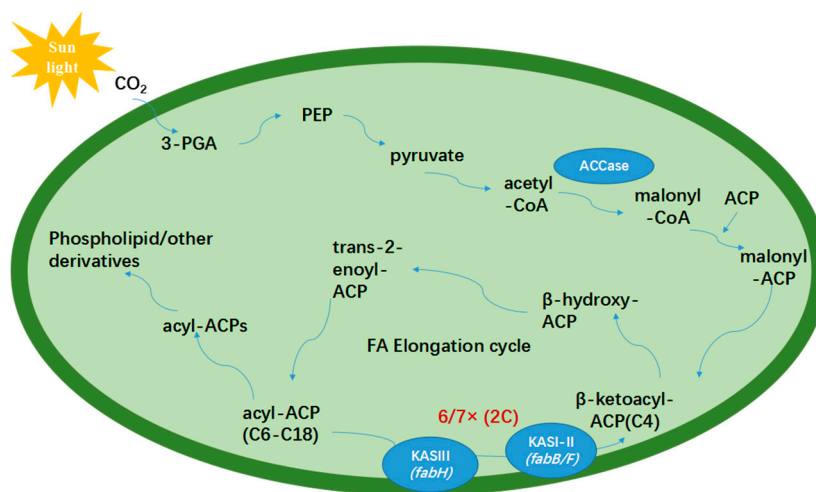 Sun
light
CO₂
3-PGA
PEP
pyruvate
acetyl
-CoA
ACCase
malonyl
-CoA
ACP
malonyl
-ACP
Phospholipid/other
derivatives
trans-2-
enoyl-
ACP
β-hydroxy-
ACP
acyl-ACPs
FA Elongation cycle
acyl-ACP
(C6-C18)
6/7× (2C)
β-ketoacyl-
ACP(C4)
KASIII
(fabH)
KASI-II
(fabB/F)